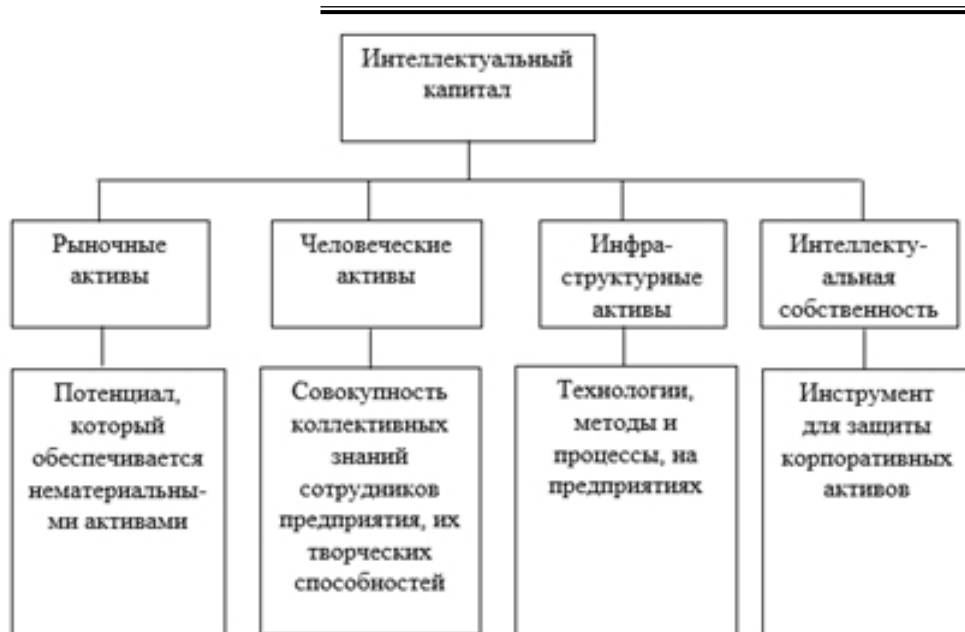 Интеллектуальный
капитал
Рыночные
активы
Человеческие
активы
Инфра-
структурные
активы
Интеллекту-
альная
собственность
Потенциал,
который
обеспечивается
нематериальны-
ми активами
Совокупность
коллективных
знаний
сотрудников
предприятия, их
творческих
способностей
Технологии,
методы и
процессы, на
предприятиях
Инструмент
для защиты
корпоративных
активов